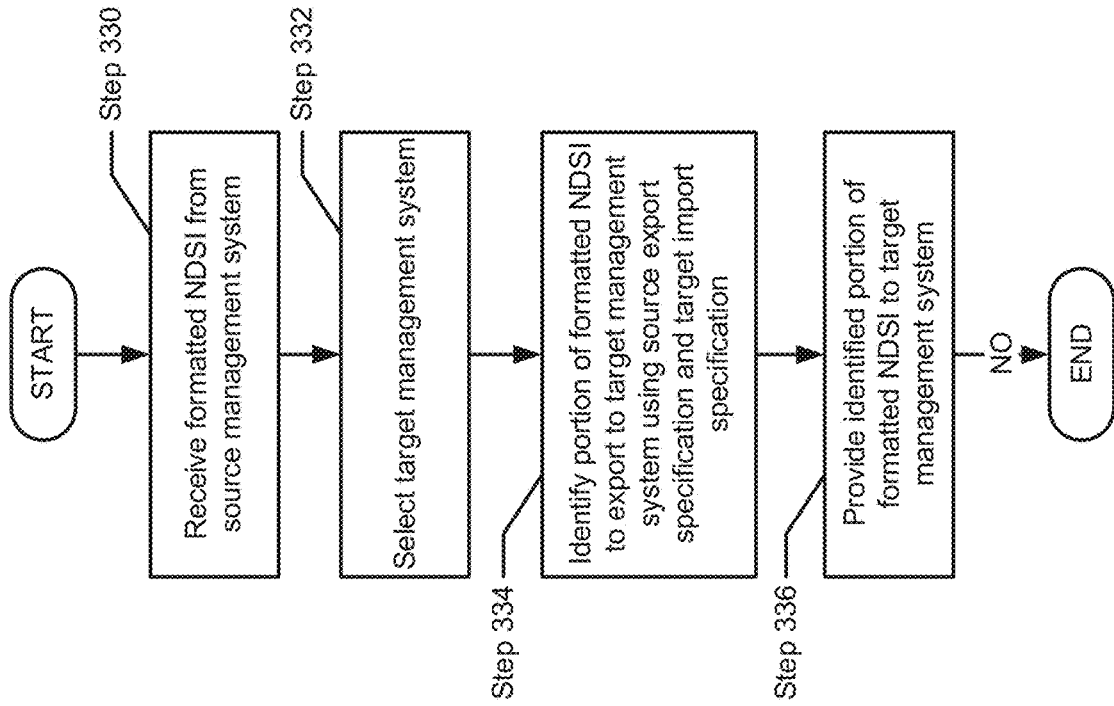 START
Step 330
Receive formatted NDSI from
source management system
Step 332
Select target management system
Step 334
Identify portion of formatted NDSI
to export to target management
system using source export
specification and target import
specification
Step 336
Provide identified portion of
formatted NDSI to target
management system
NO
END